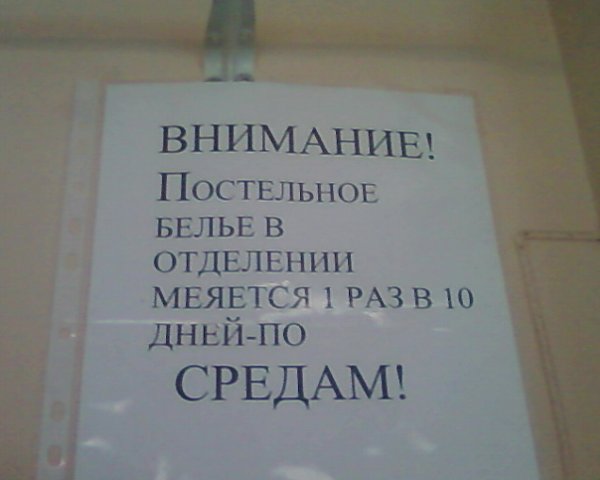 ВНИМАНИЕ!
ПОСТЕЛЬНОЕ
БЕЛЬЕ В
ОТДЕЛЕНИИ
МЕЯЕТСЯ 1 РАЗ В 10
ДНЕЙ-ПО
СРЕДАМ!